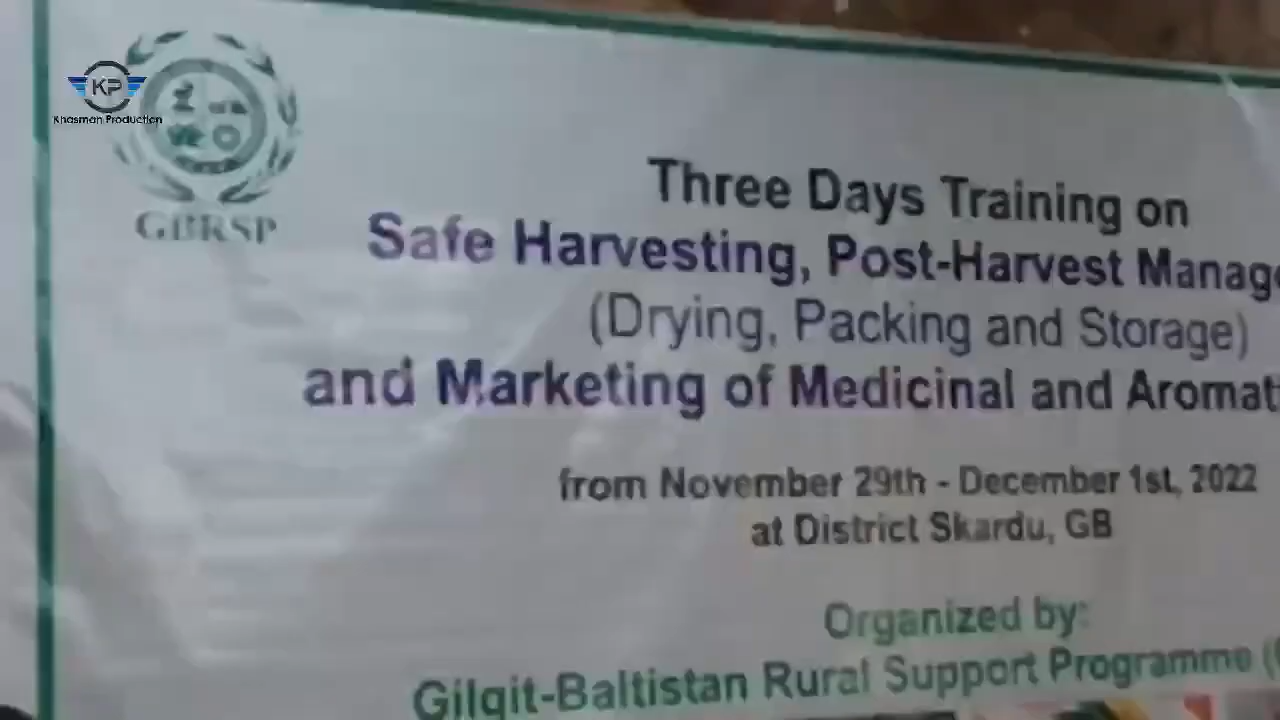 KP
Khasman Production
GBRSP
Three Days Training on
Safe Harvesting, Post-Harvest Manag
(Drying, Packing and Storage)
and Marketing of Medicinal and Aromat
from November 29th - December 1st, 2022
at District Skardu, GB
Organized by:
Gilgit-Baltistan Rural Support Programme (